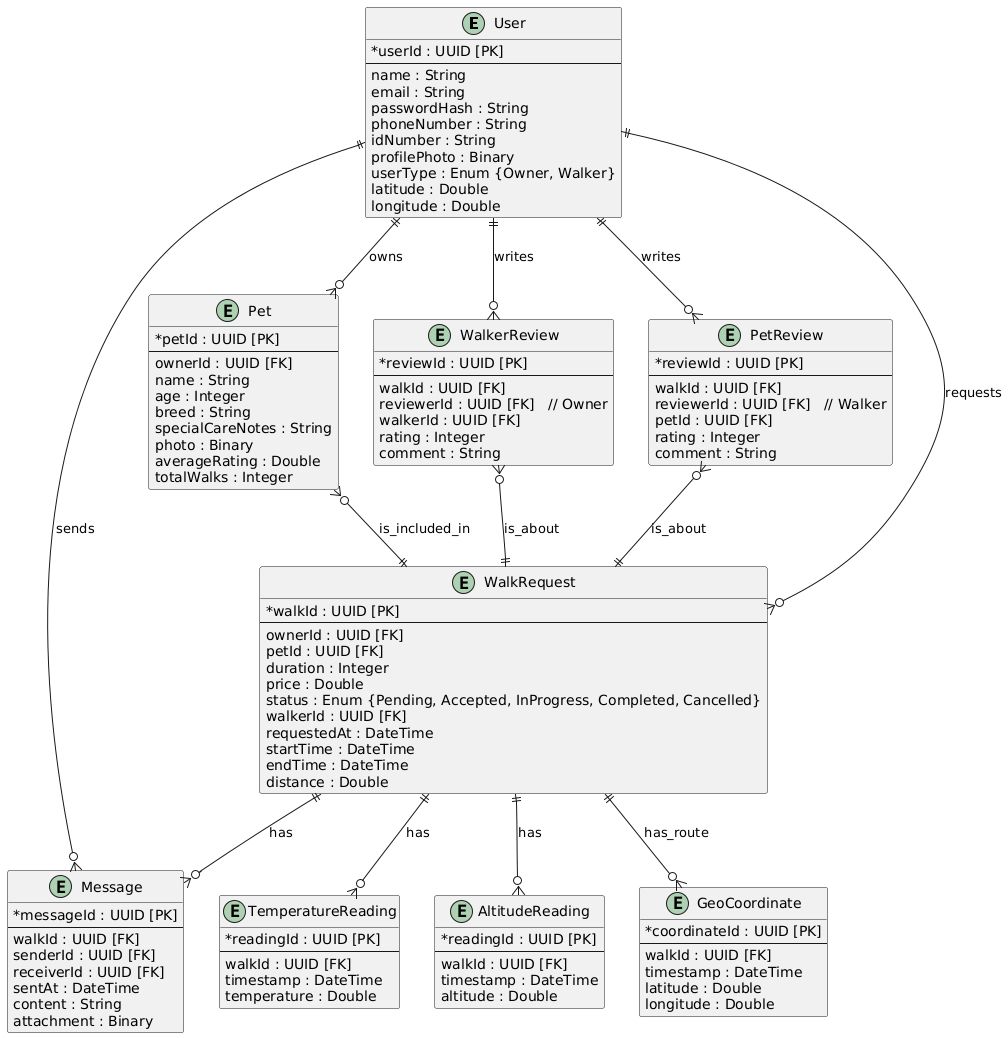 E User
*userId : UUID [PK]
name : String
email : String
passwordHash : String
phoneNumber : String
idNumber : String
profilePhoto : Binary
userType : Enum {Owner, Walker}
latitude : Double
longitude : Double
owns
writes
writes
E Pet
*petId : UUID [PK]
ownerId : UUID [FK]
name : String
age : Integer
breed : String
specialCareNotes : String
photo : Binary
averageRating : Double
totalWalks : Integer
E WalkerReview
*reviewId : UUID [PK]
walkId : UUID [FK]
reviewerId : UUID [FK]   // Owner
walkerId : UUID [FK]
rating : Integer
comment : String
E PetReview
*reviewId : UUID [PK]
walkId : UUID [FK]
reviewerId : UUID [FK]   // Walker
petId : UUID [FK]
rating : Integer
comment : String
requests
sends
is_included_in
is_about
is_about
E WalkRequest
*walkId : UUID [PK]
ownerId : UUID [FK]
petId : UUID [FK]
duration : Integer
price : Double
status : Enum {Pending, Accepted, InProgress, Completed, Cancelled}
walkerId : UUID [FK]
requestedAt : DateTime
startTime : DateTime
endTime : DateTime
distance : Double
has
has
has
has_route
E Message
*messageId : UUID [PK]
walkId : UUID [FK]
senderId : UUID [FK]
receiverId : UUID [FK]
sentAt : DateTime
content : String
attachment : Binary
E TemperatureReading
*readingId : UUID [PK]
walkId : UUID [FK]
timestamp : DateTime
temperature : Double
E AltitudeReading
*readingId : UUID [PK]
walkId : UUID [FK]
timestamp : DateTime
altitude : Double
E GeoCoordinate
*coordinateId : UUID [PK]
walkId : UUID [FK]
timestamp : DateTime
latitude : Double
longitude : Double